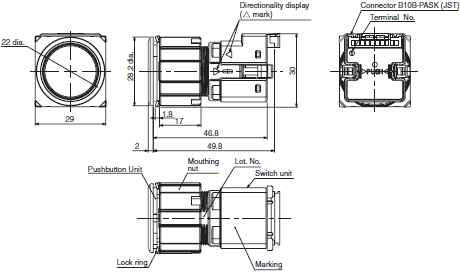 Directionality display
(△ mark)
Connector B10B-PASK (JST)
Terminal No.
22 dia.
28.2 dia.
30
PUSH
29
1.8
17
46.8
2
49.8
Pushbutton Unit
Mouthing
nut
Lot. No.
Switch unit
Lock ring
Marking